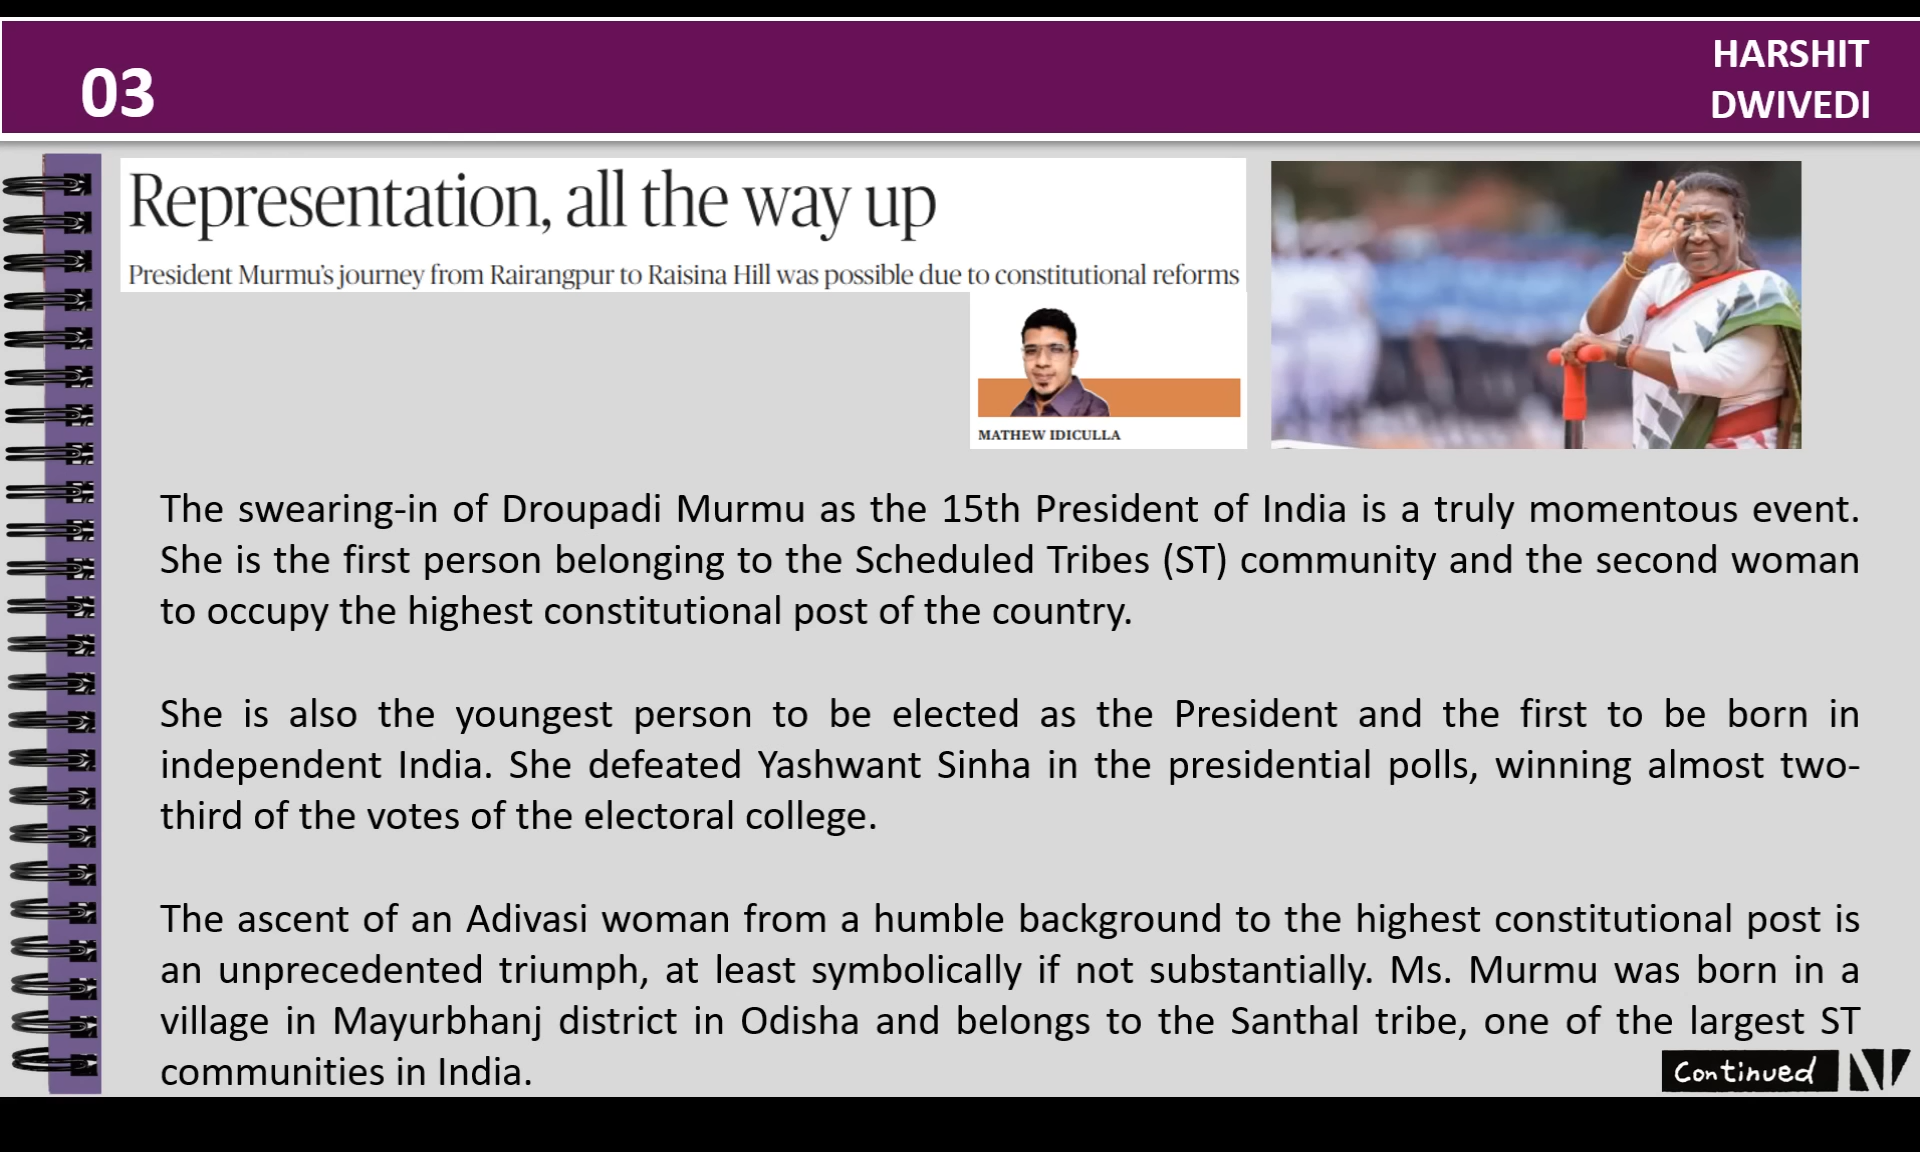 03
HARSHIT
DWIVEDI
Representation, all the way up
President Murmu's journey from Rairangpur to Raisina Hill was possible due to constitutional reforms
MATHEW IDICULLA
The swearing-in of Droupadi Murmu as the 15th President of India is a truly momentous event.
She is the first person belonging to the Scheduled Tribes (ST) community and the second woman
to occupy the highest constitutional post of the country.
She is also the youngest person to be elected as the President and the first to be born in
independent India. She defeated Yashwant Sinha in the presidential polls, winning almost two-
third of the votes of the electoral college.
The ascent of an Adivasi woman from a humble background to the highest constitutional post is
an unprecedented triumph, at least symbolically if not substantially. Ms. Murmu was born in a
village in Mayurbhanj district in Odisha and belongs to the Santhal tribe, one of the largest ST
communities in India.
Continued